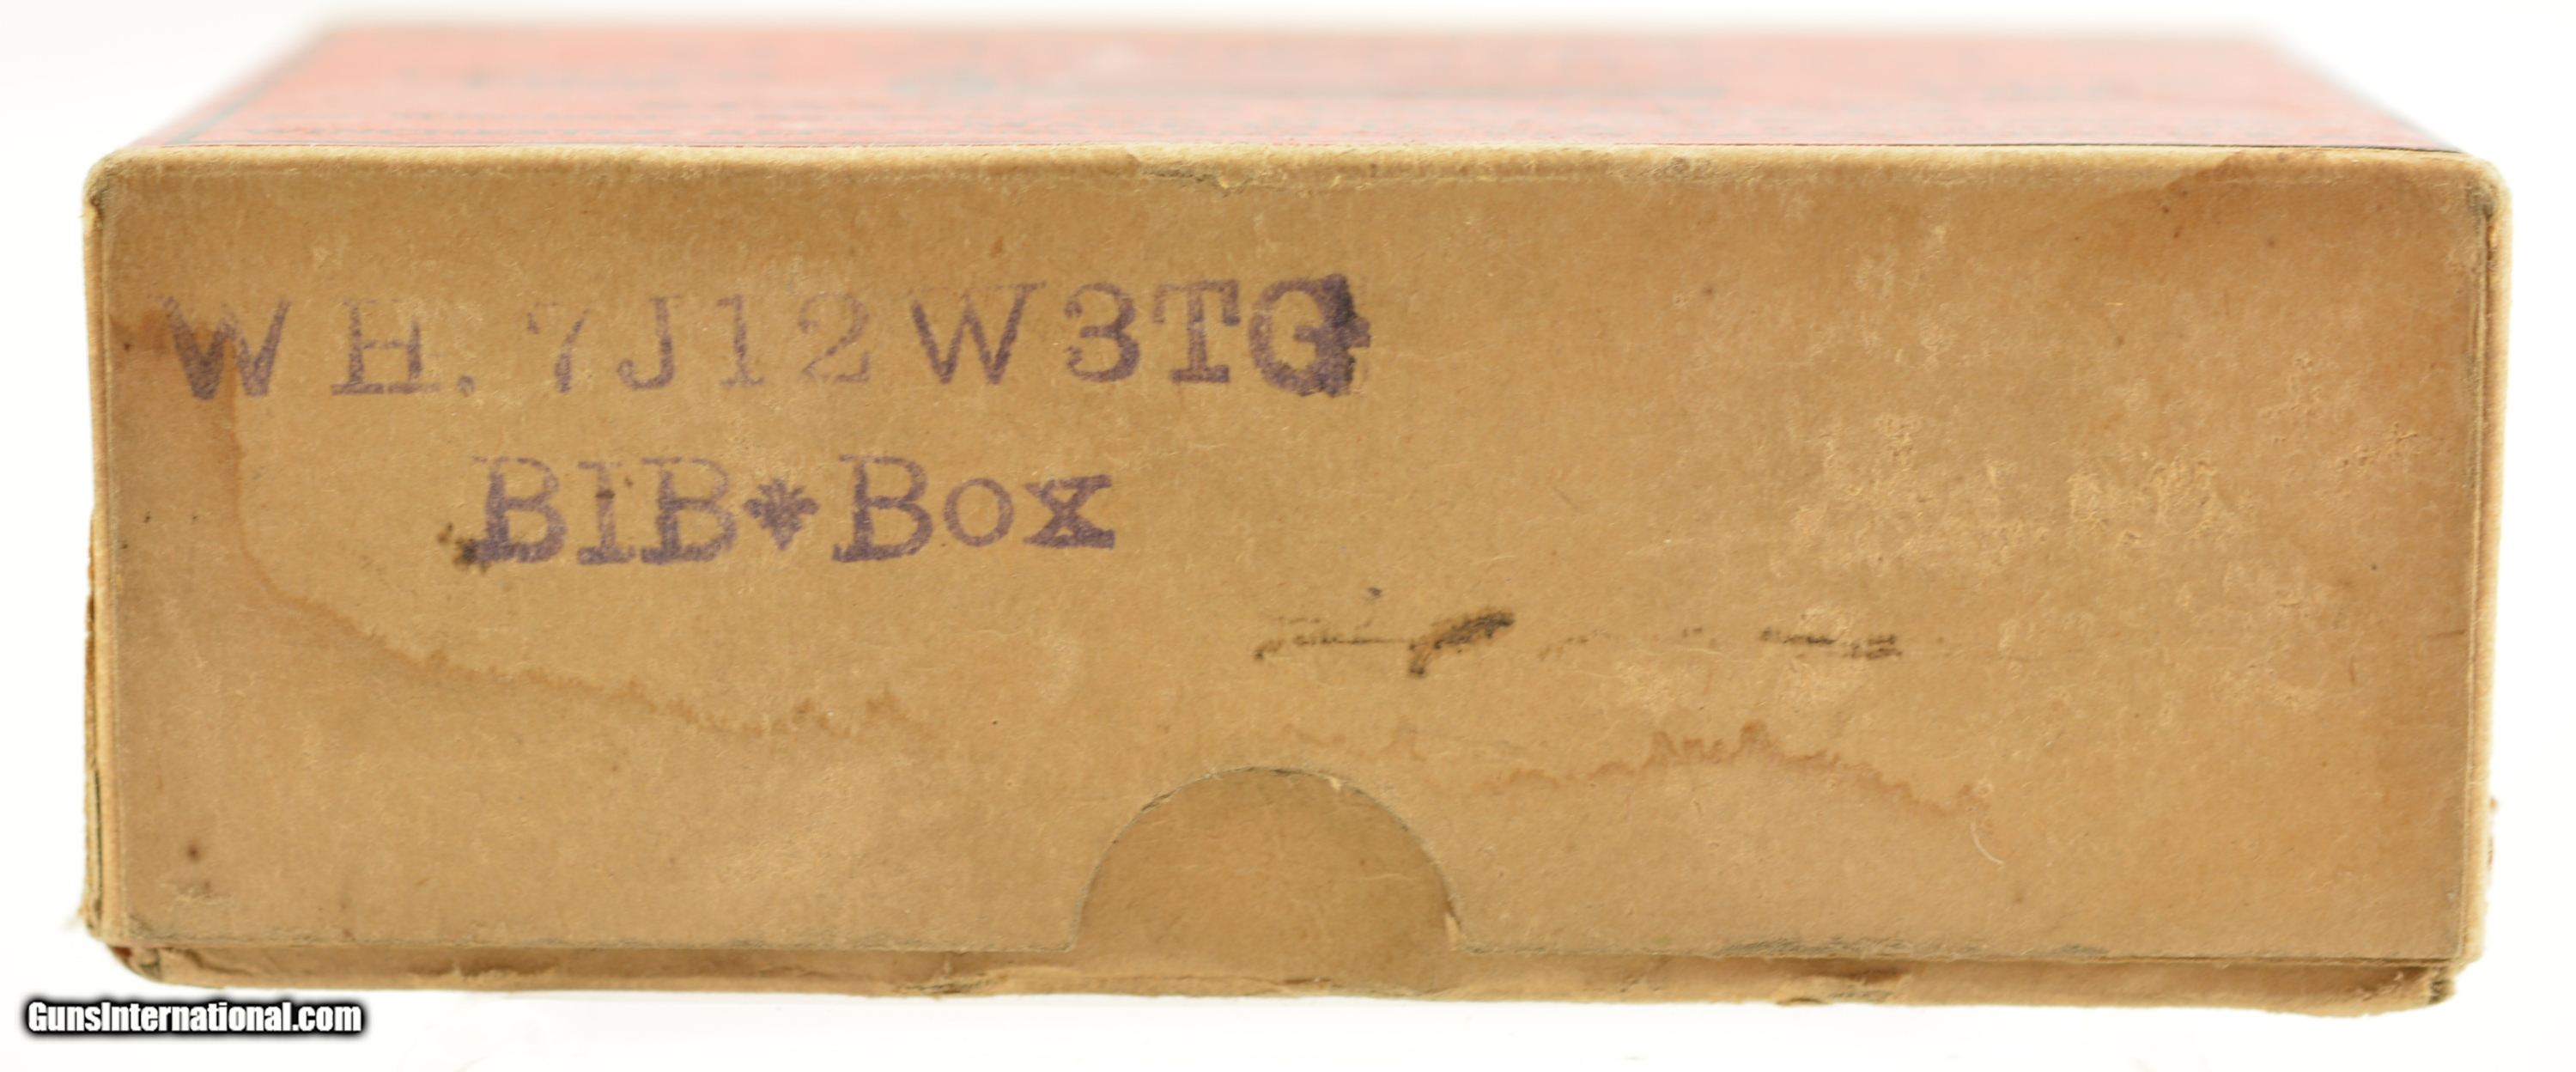 WH. 7J12W3TG
BIB Box
GunsInternational.com